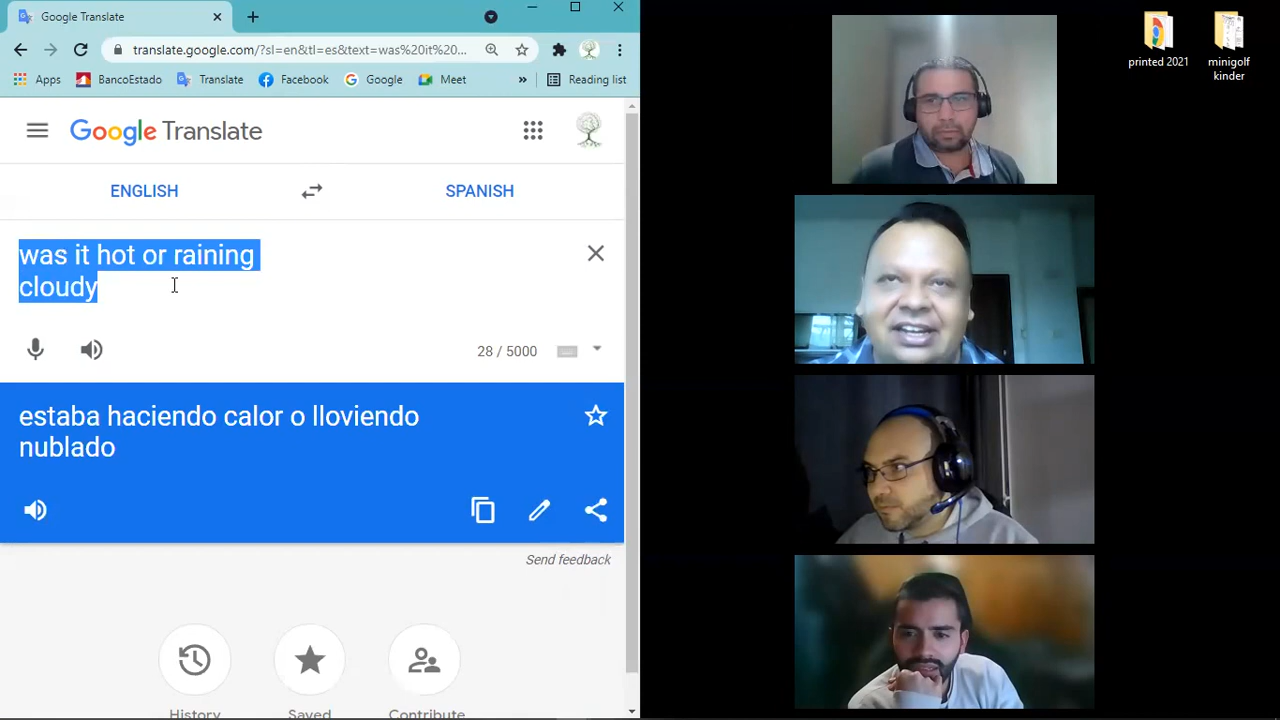 Google Translate
translate.google.com/?sl=en&tl=es&text=was%20it%20...
Apps
BancoEstado
Translate
Facebook
Google
Meet
»
Reading list
Google Translate
ENGLISH
SPANISH
was it hot or raining
cloudy
28 / 5000
estaba haciendo calor o lloviendo
nublado
Send feedback
History
Saved
Contribute
printed 2021
minigolf
kinder